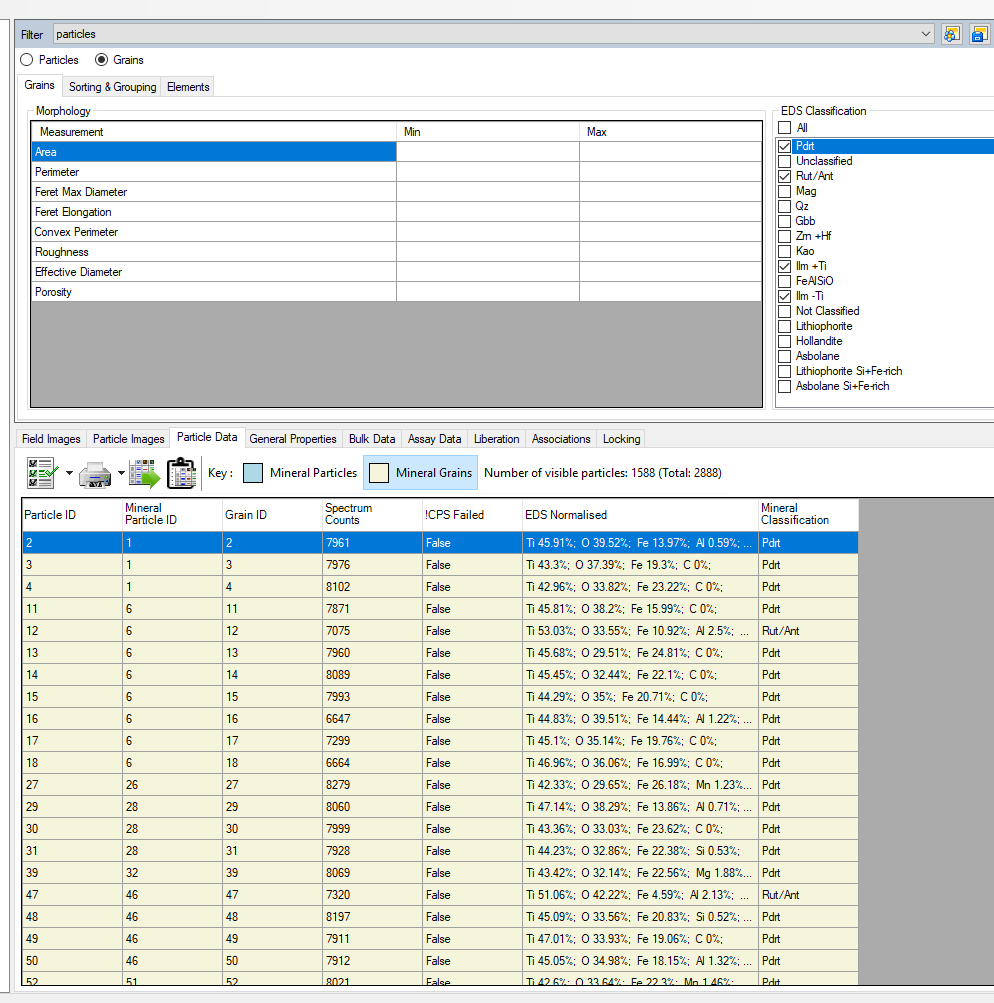 Filter particles
Particles Grains
Grains Sorting & Grouping Elements
Morphology
Measurement Min Max
Area
Perimeter
Feret Max Diameter
Feret Elongation
Convex Perimeter
Roughness
Effective Diameter
Porosity
EDS Classification
All
Pdrt
Unclassified
Rut/Ant
Mag
Qz
Gbb
Zrn +Hf
Kao
Ilm +Ti
FeAlSiO
Ilm -Ti
Not Classified
Lithiophorite
Hollandite
Asbolane
Lithiophorite Si+Fe-rich
Asbolane Si+Fe-rich
Field Images Particle Images Particle Data General Properties Bulk Data Assay Data Liberation Associations Locking
Key : Mineral Particles Mineral Grains Number of visible particles: 1588 (Total: 2888)
Particle ID Mineral Particle ID Grain ID Spectrum Counts !CPS Failed EDS Normalised Mineral Classification
2 1 2 7961 False Ti 45.91%; O 39.52%; Fe 13.97%; Al 0.59%; ... Pdrt
3 1 3 7976 False Ti 43.3%; O 37.39%; Fe 19.3%; C 0%; Pdrt
4 1 4 8102 False Ti 42.96%; O 33.82%; Fe 23.22%; C 0%; Pdrt
11 6 11 7871 False Ti 45.81%; O 38.2%; Fe 15.99%; C 0%; Pdrt
12 6 12 7075 False Ti 53.03%; O 33.55%; Fe 10.92%; Al 2.5%; ... Rut/Ant
13 6 13 7960 False Ti 45.68%; O 29.51%; Fe 24.81%; C 0%; Pdrt
14 6 14 8089 False Ti 45.45%; O 32.44%; Fe 22.1%; C 0%; Pdrt
15 6 15 7993 False Ti 44.29%; O 35%; Fe 20.71%; C 0%; Pdrt
16 6 16 6647 False Ti 44.83%; O 39.51%; Fe 14.44%; Al 1.22%; ... Pdrt
17 6 17 7299 False Ti 45.1%; O 35.14%; Fe 19.76%; C 0%; Pdrt
18 6 18 6664 False Ti 46.96%; O 36.06%; Fe 16.99%; C 0%; Pdrt
27 26 27 8279 False Ti 42.33%; O 29.65%; Fe 26.18%; Mn 1.23%... Pdrt
29 28 29 8060 False Ti 47.14%; O 38.29%; Fe 13.86%; Al 0.71%; ... Pdrt
30 28 30 7999 False Ti 43.36%; O 33.03%; Fe 23.62%; C 0%; Pdrt
31 28 31 7928 False Ti 44.23%; O 32.86%; Fe 22.38%; Si 0.53%; Pdrt
39 32 39 8069 False Ti 43.42%; O 32.14%; Fe 22.56%; Mg 1.88%... Pdrt
47 46 47 7320 False Ti 51.06%; O 42.22%; Fe 4.59%; Al 2.13%; ... Rut/Ant
48 46 48 8197 False Ti 45.09%; O 33.56%; Fe 20.83%; Si 0.52%; ... Pdrt
49 46 49 7911 False Ti 47.01%; O 33.93%; Fe 19.06%; C 0%; Pdrt
50 46 50 7912 False Ti 45.05%; O 34.98%; Fe 18.15%; Al 1.32%; ... Pdrt
52 51 52 8021 False Ti 42.6%; O 33.64%; Fe 22.3%; Mn 1.46%; ... Pdrt